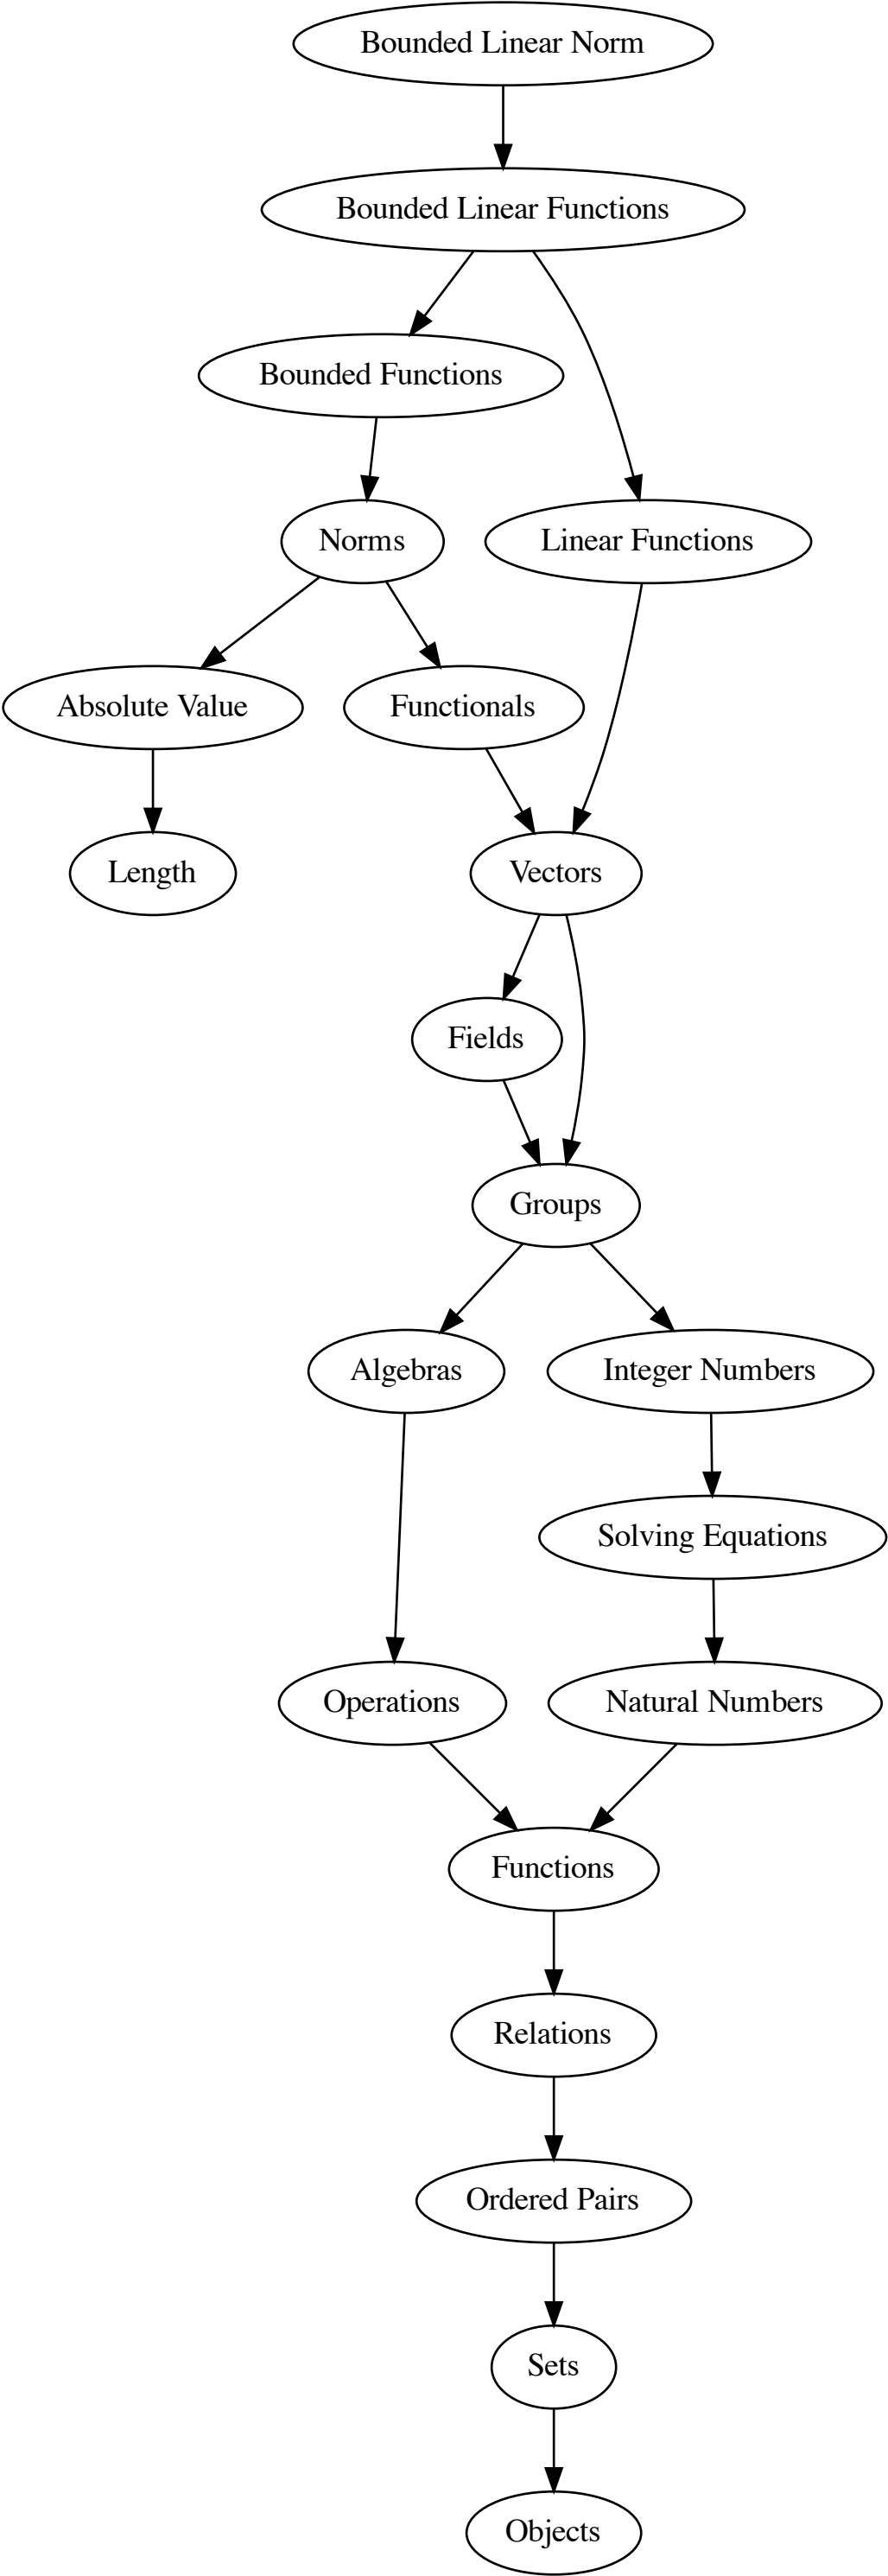 Bounded Linear Norm
Bounded Linear Functions
Bounded Functions
Norms
Linear Functions
Absolute Value
Functionals
Length
Vectors
Fields
Groups
Algebras
Integer Numbers
Solving Equations
Operations
Natural Numbers
Functions
Relations
Ordered Pairs
Sets
Objects